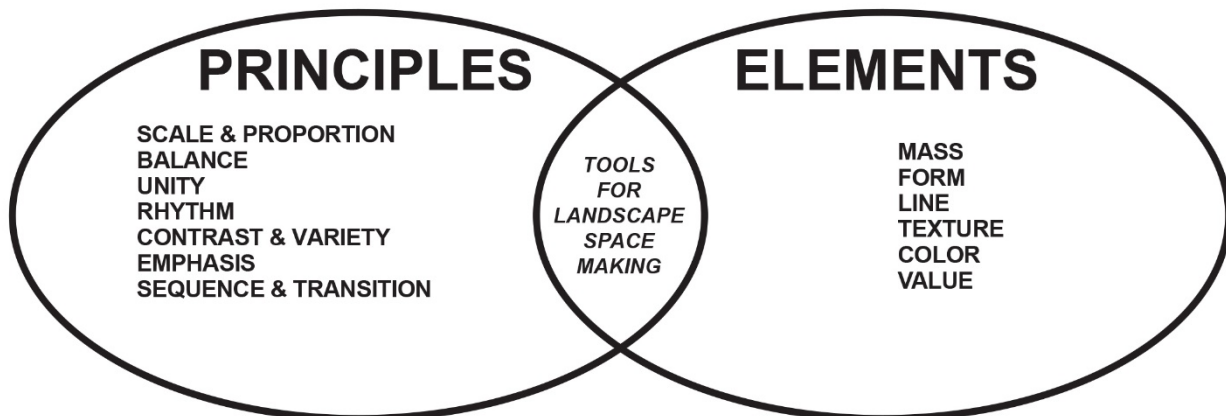 PRINCIPLES
SCALE & PROPORTION
BALANCE
UNITY
RHYTHM
CONTRAST & VARIETY
EMPHASIS
SEQUENCE & TRANSITION
TOOLS
FOR
LANDSCAPE
SPACE
MAKING
ELEMENTS
MASS
FORM
LINE
TEXTURE
COLOR
VALUE